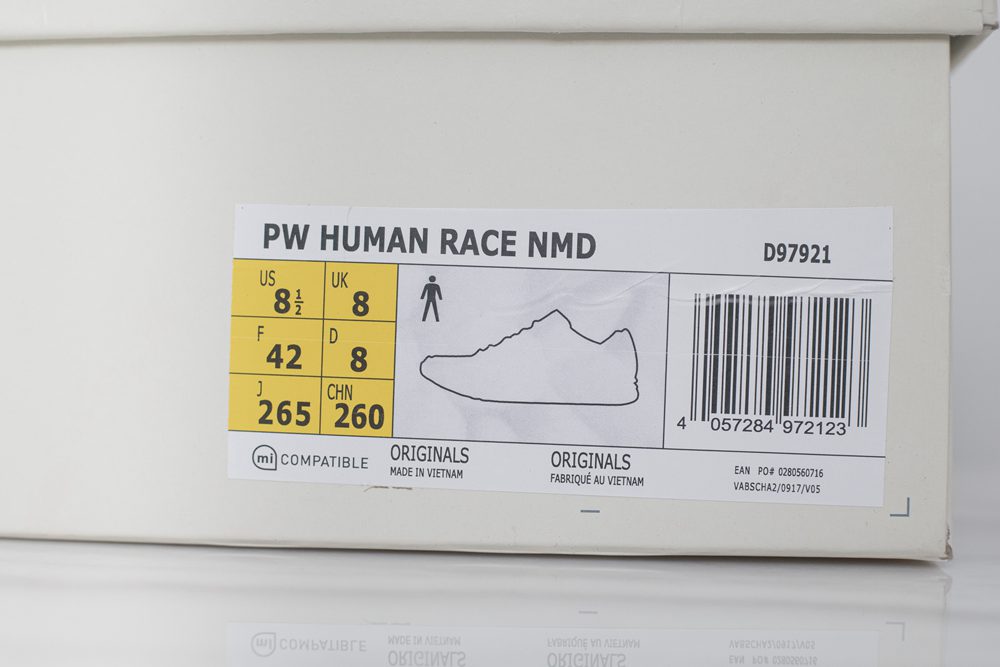 PW HUMAN RACE NMD
D97921
US 8½
UK 8
F 42
D 8
J 265
CHN 260
4 057284 972123
mi COMPATIBLE
ORIGINALS
MADE IN VIETNAM
ORIGINALS
FABRIQUÉ AU VIETNAM
EAN PO# 0280560716
VABSCHA2/0917/V05